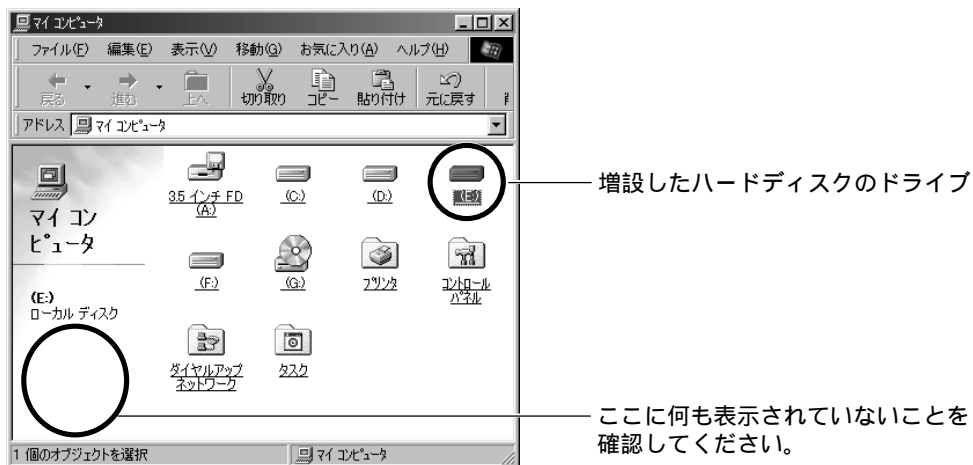 マイ コンピュータ
ファイル(F) 編集(E) 表示(V) 移動(G) お気に入り(A) ヘルプ(H)
戻る 進む 上へ 切り取り コピー 貼り付け 元に戻す
アドレス マイ コンピュータ
マイ コン
ピュータ
3.5 インチ FD
(A:)
(C:)
(D:)
(E:)
増設したハードディスクのドライブ
(F:)
(G:)
プリンタ
コントロール
パネル
(E:)
ローカル ディスク
ダイヤルアップ
ネットワーク
タスク
ここに何も表示されていないことを
確認してください。
1 個のオブジェクトを選択 マイ コンピュータ